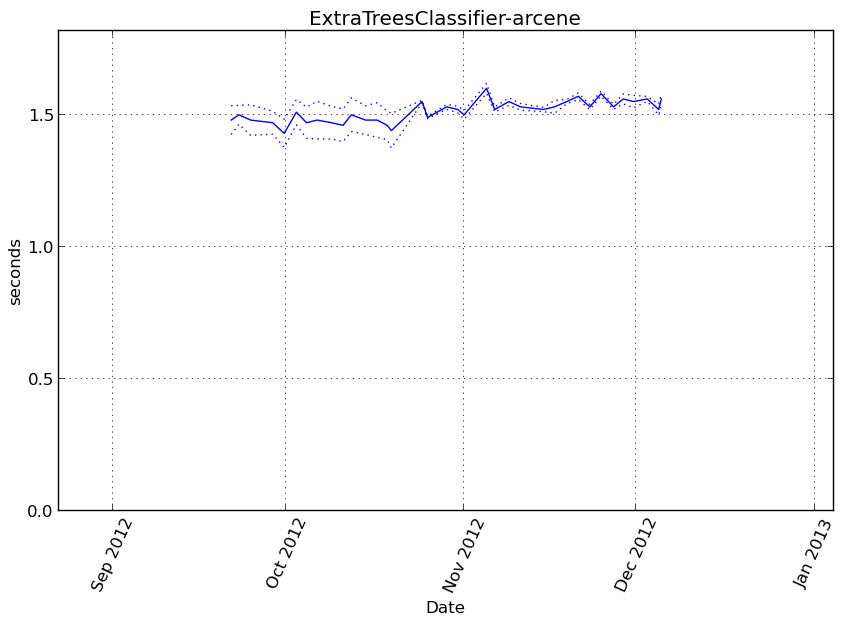 ExtraTreesClassifier-arcene
seconds
1.5
1.0
0.5
0.0
Sep 2012
Oct 2012
Nov 2012
Dec 2012
Jan 2013
Date